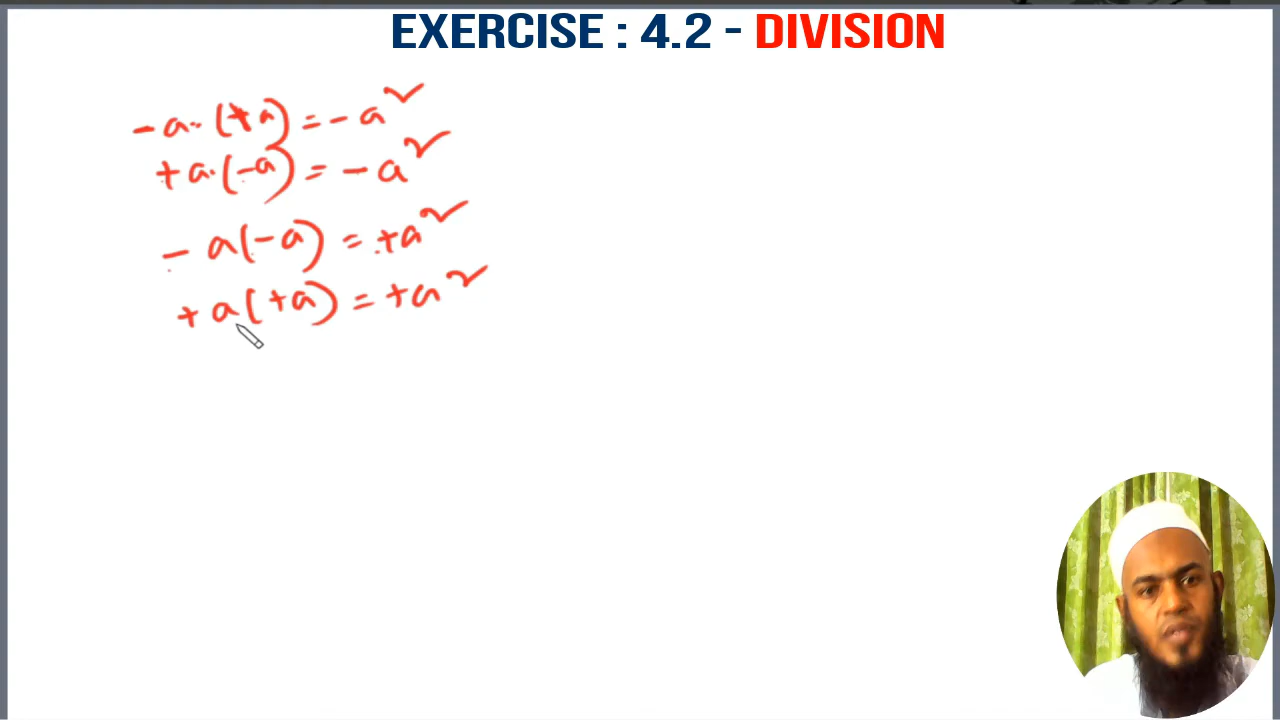 EXERCISE : 4.2 - DIVISION
-a·(+a) = -a²
+a·(-a) = -a²
-a(-a) = +a²
+a(+a) = +a²